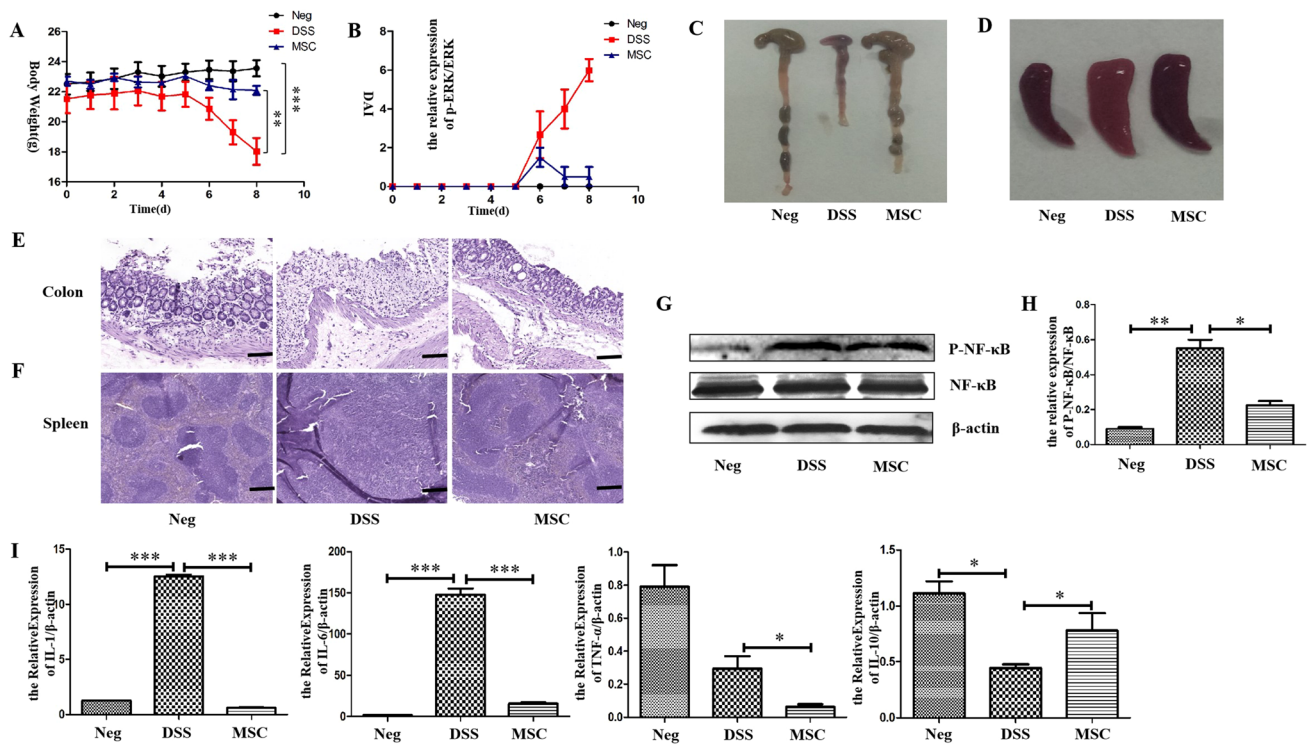 A
Neg
DSS
MSC
Body Weight(g)
26
24
22
20
18
16
0
2
4
6
8
10
Time(d)
***
**
B
Neg
DSS
MSC
the relative expression
of p-ERK/ERK
DAI
8
6
4
2
0
0
2
4
6
8
10
Time(d)
C
Neg DSS MSC
D
Neg DSS MSC
E
Colon
F
Spleen
Neg DSS MSC
G
P-NF-κB
NF-κB
β-actin
Neg DSS MSC
H
the relative expression
of P-NF-κB/NF-κB
0.8
0.6
0.4
0.2
0.0
** *
Neg DSS MSC
I
the RelativeExpression
of IL-1/β-actin
15
10
5
0
*** ***
Neg DSS MSC
the RelativeExpression
of IL-6/β-actin
200
150
100
50
0
*** ***
Neg DSS MSC
the RelativeExpression
of TNF-α/β-actin
1.0
0.8
0.6
0.4
0.2
0.0
*
Neg DSS MSC
the RelativeExpression
of IL-10/β-actin
1.5
1.0
0.5
0.0
* *
Neg DSS MSC